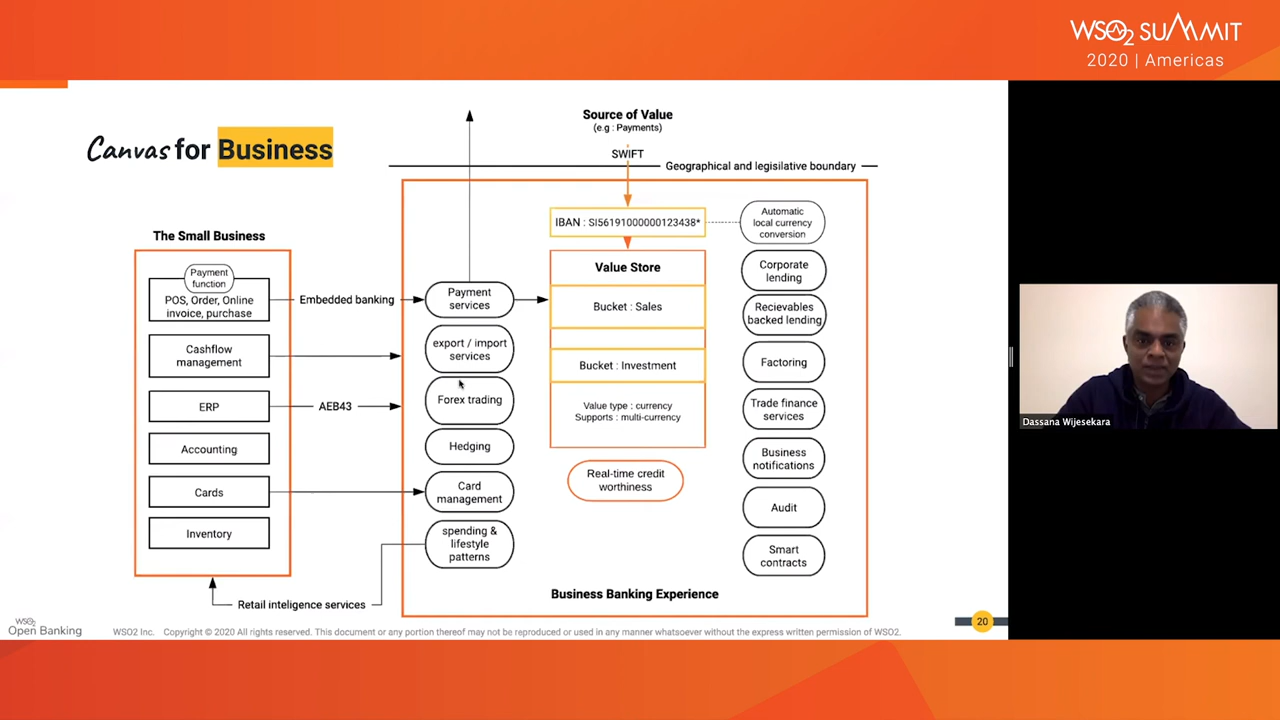 WSO2 SUMMIT
2020 | Americas
Canvas for Business
Source of Value
(e.g : Payments)
SWIFT
Geographical and legisilative boundary
The Small Business
Payment
function
POS, Order, Online
invoice, purchase
Cashflow
management
ERP
Accounting
Cards
Inventory
Embedded banking
AEB43
Retail inteligence services
Payment
services
export / import
services
Forex trading
Hedging
Card
management
spending &
lifestyle
patterns
IBAN : SI56191000000123438*
Value Store
Bucket : Sales
Bucket : Investment
Value type : currency
Supports : multi-currency
Real-time credit
worthiness
Automatic
local currency
conversion
Corporate
lending
Recievables
backed lending
Factoring
Trade finance
services
Business
notifications
Audit
Smart
contracts
Business Banking Experience
Dassana Wijesekara
WSO2
Open Banking
WSO2 Inc. Copyright © 2020 All rights reserved. This document or any portion thereof may not be reproduced or used in any manner whatsoever without the express written permission of WSO2.
20